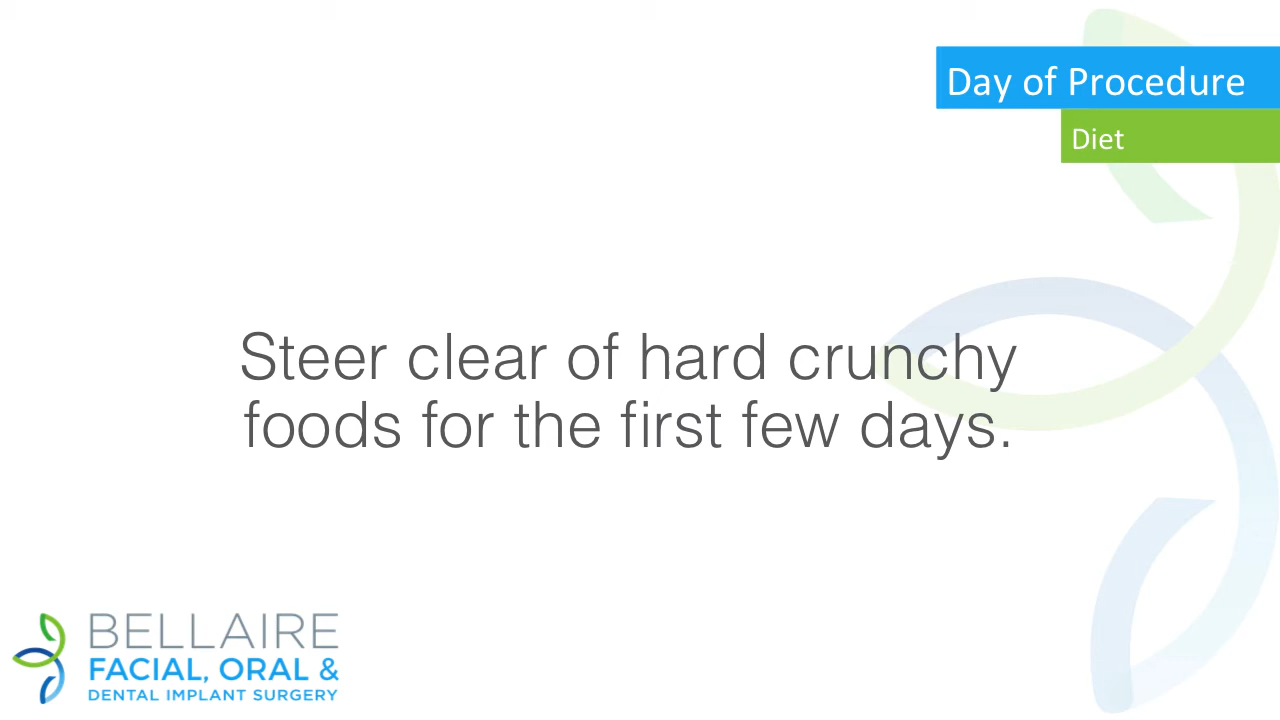 Day of Procedure
Diet
Steer clear of hard crunchy
foods for the first few days.
BELLAIRE
FACIAL, ORAL &
DENTAL IMPLANT SURGERY